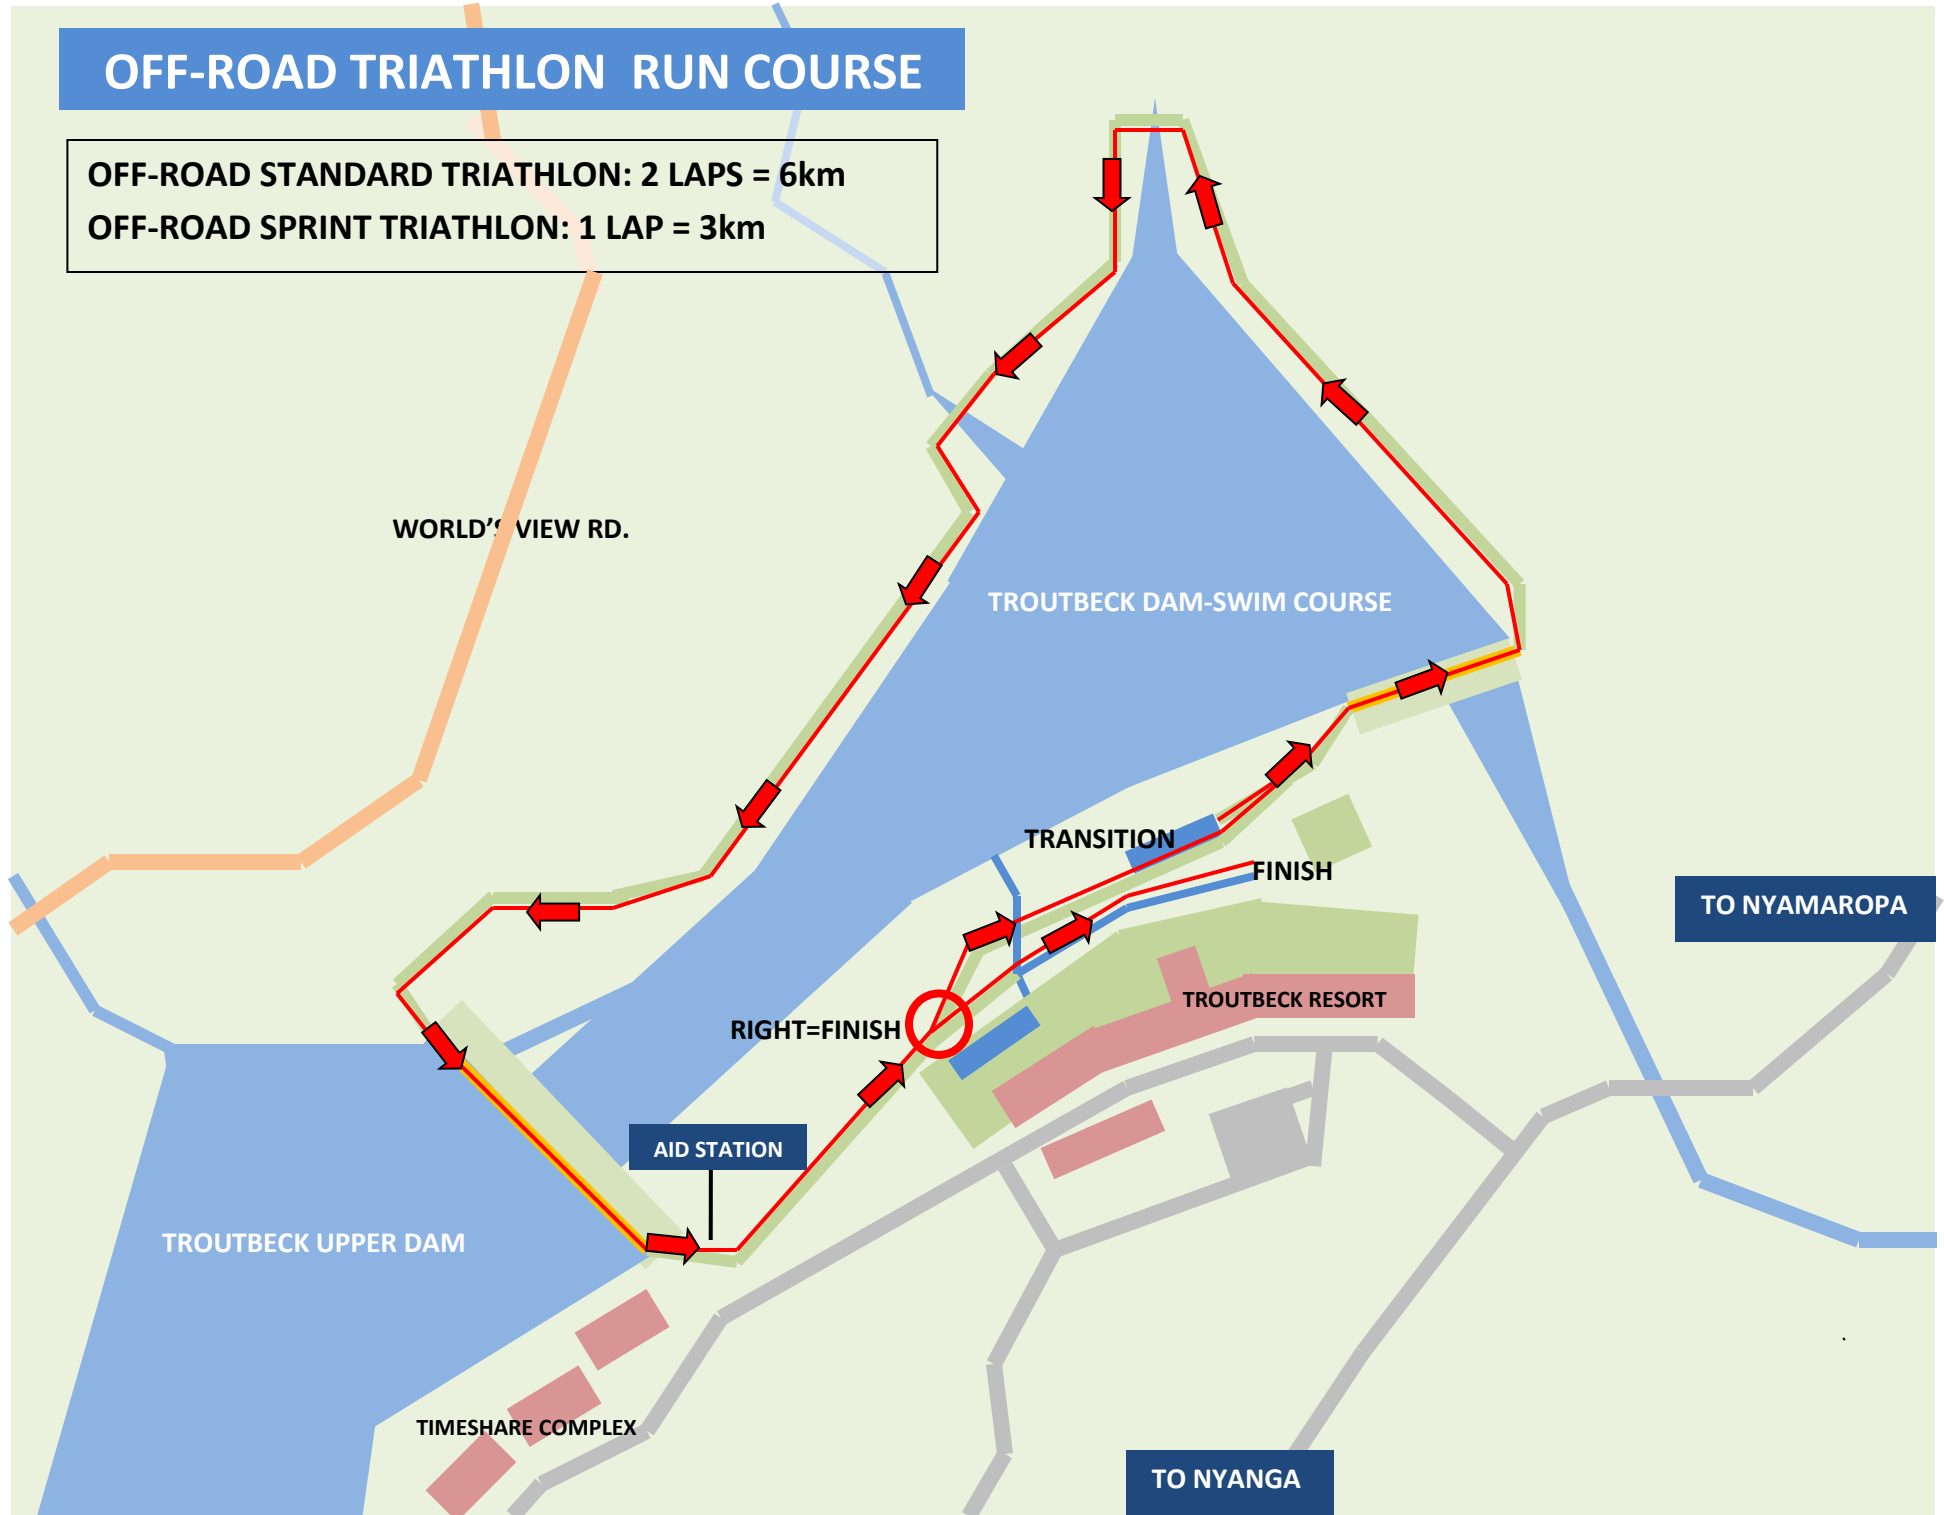 OFF-ROAD TRIATHLON RUN COURSE
OFF-ROAD STANDARD TRIATHLON: 2 LAPS = 6km
OFF-ROAD SPRINT TRIATHLON: 1 LAP = 3km
WORLD'S VIEW RD.
TROUTBECK DAM-SWIM COURSE
TRANSITION
FINISH
TO NYAMAROPA
TROUTBECK RESORT
RIGHT=FINISH
AID STATION
TROUTBECK UPPER DAM
TIMESHARE COMPLEX
TO NYANGA